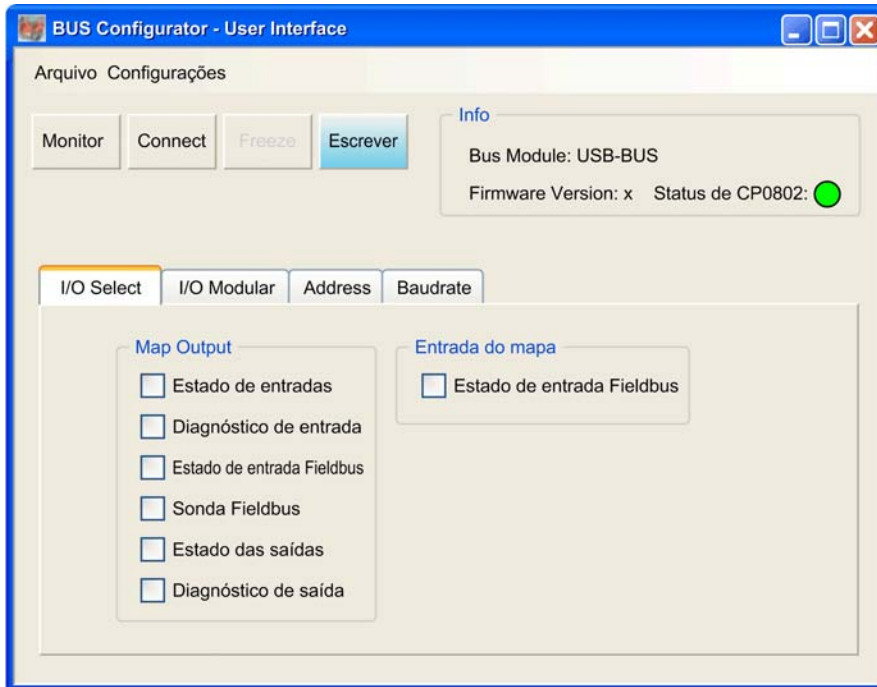 BUS Configurator - User Interface
Arquivo Configurações
Monitor Connect Freeze Escrever
Info
Bus Module: USB-BUS
Firmware Version: x Status de CP0802:
I/O Select I/O Modular Address Baudrate
Map Output
Estado de entradas
Diagnóstico de entrada
Estado de entrada Fieldbus
Sonda Fieldbus
Estado das saídas
Diagnóstico de saída
Entrada do mapa
Estado de entrada Fieldbus